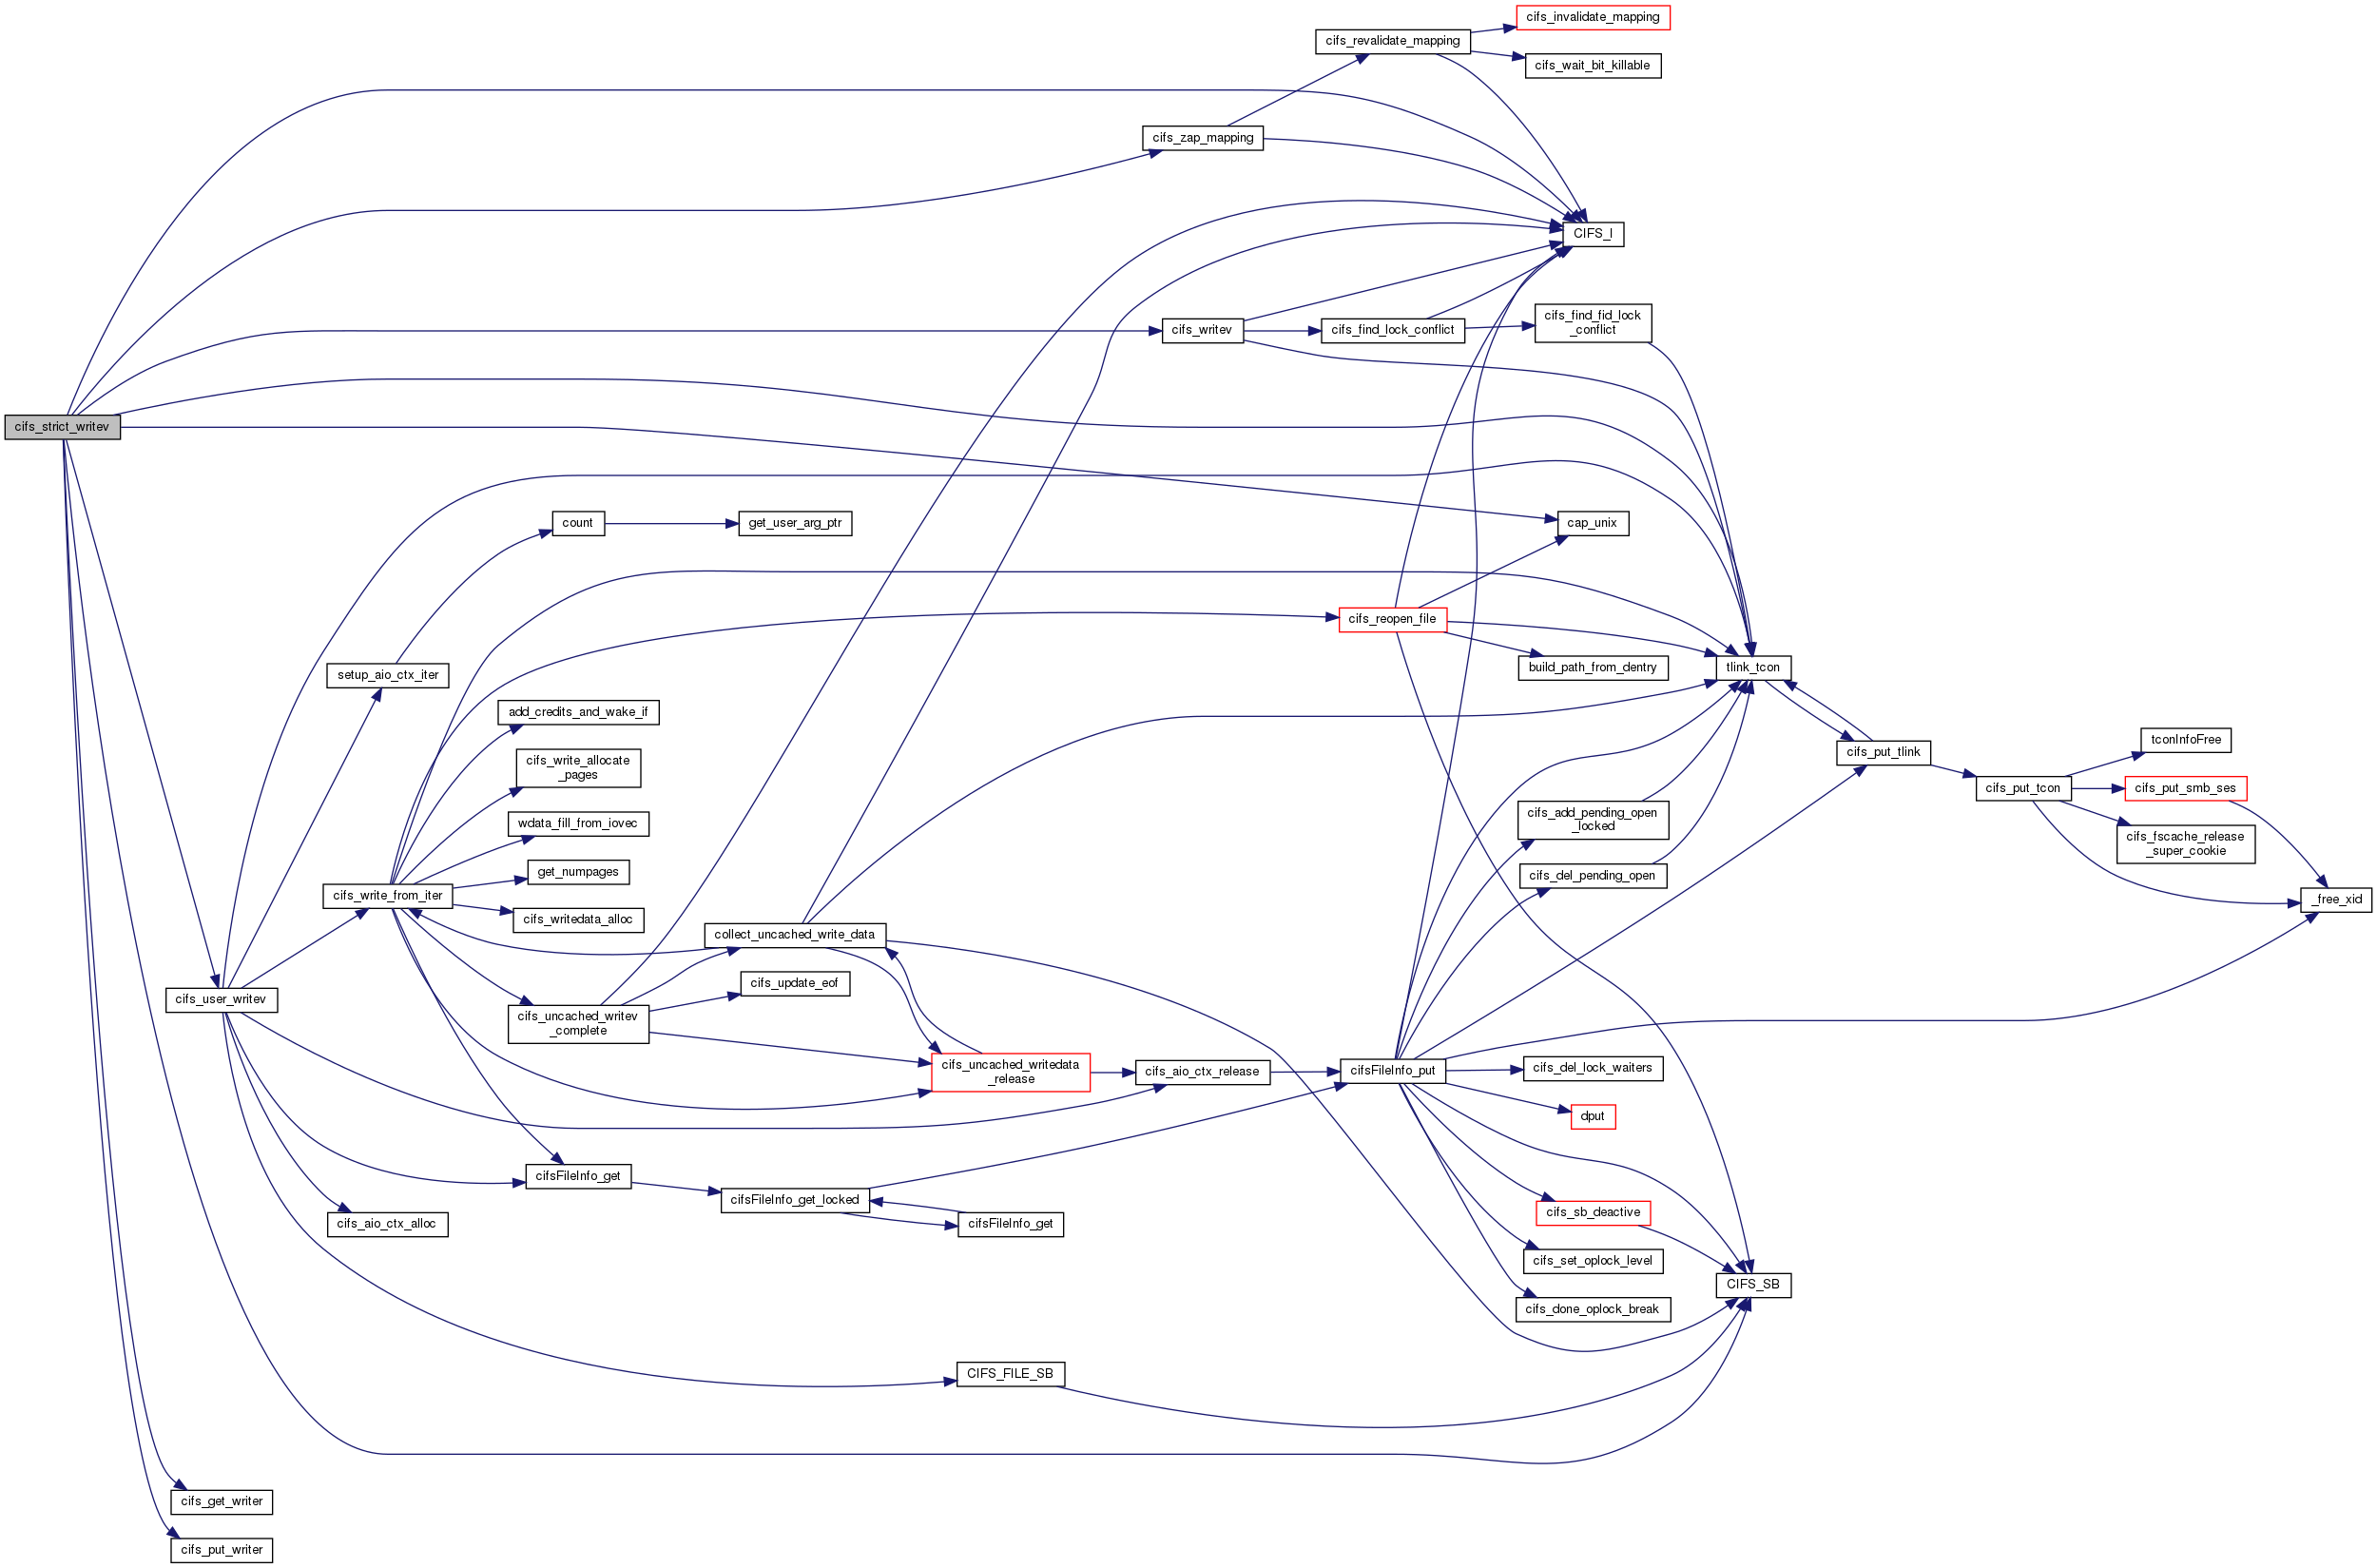 cifs_invalidate_mapping
cifs_revalidate_mapping
cifs_wait_bit_killable
cifs_zap_mapping
CIFS_I
cifs_writev
cifs_find_lock_conflict
cifs_find_fid_lock
_conflict
cifs_strict_writev
count
get_user_arg_ptr
cap_unix
cifs_reopen_file
setup_aio_ctx_iter
build_path_from_dentry
tlink_tcon
add_credits_and_wake_if
cifs_write_allocate
_pages
cifs_put_tlink
tconInfoFree
cifs_put_tcon
cifs_put_smb_ses
wdata_fill_from_iovec
cifs_add_pending_open
_locked
cifs_fscache_release
_super_cookie
get_numpages
cifs_del_pending_open
cifs_write_from_iter
_free_xid
cifs_writedata_alloc
collect_uncached_write_data
cifs_update_eof
cifs_user_writev
cifs_uncached_writev
_complete
cifs_uncached_writedata
_release
cifs_aio_ctx_release
cifsFileInfo_put
cifs_del_lock_waiters
dput
cifsFileInfo_get
cifsFileInfo_get_locked
cifs_aio_ctx_alloc
cifsFileInfo_get
cifs_sb_deactive
cifs_set_oplock_level
CIFS_SB
cifs_done_oplock_break
CIFS_FILE_SB
cifs_get_writer
cifs_put_writer